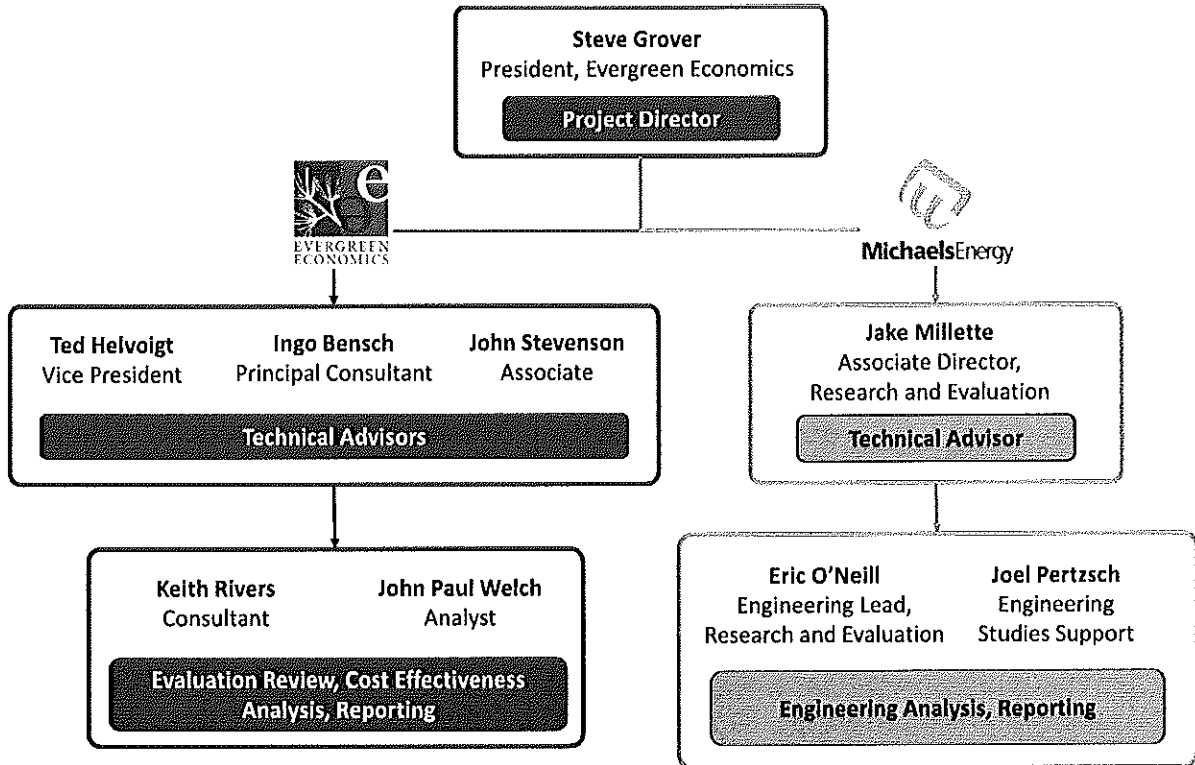 Steve Grover
President, Evergreen Economics
Project Director
e
EVERGREEN
ECONOMICS
MichaelsEnergy
Ted Helvoigt
Vice President
Ingo Bensch
Principal Consultant
John Stevenson
Associate
Technical Advisors
Jake Millette
Associate Director,
Research and Evaluation
Technical Advisor
Keith Rivers
Consultant
John Paul Welch
Analyst
Evaluation Review, Cost Effectiveness
Analysis, Reporting
Eric O'Neill
Engineering Lead,
Research and Evaluation
Joel Pertzsch
Engineering
Studies Support
Engineering Analysis, Reporting